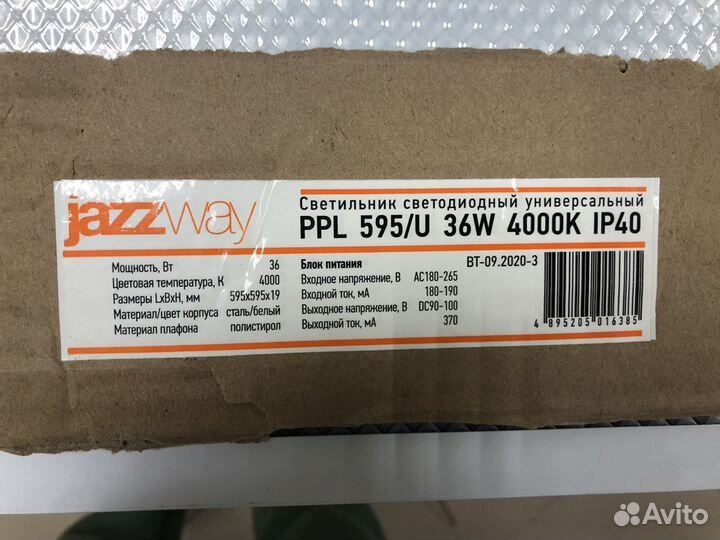 jazzway
Светильник светодиодный универсальный
PPL 595/U 36W 4000K IP40
Мощность, Вт 36
Цветовая температура, К 4000
Размеры LxBxH, мм 595x595x19
Материал/цвет корпуса сталь/белый
Материал плафона полистирол
Блок питания
Входное напряжение, В AC180-265
Входной ток, мА 180-190
Выходное напряжение, В DC90-100
Выходной ток, мА 370
BT-09.2020-3
4 895205 016385
Avito